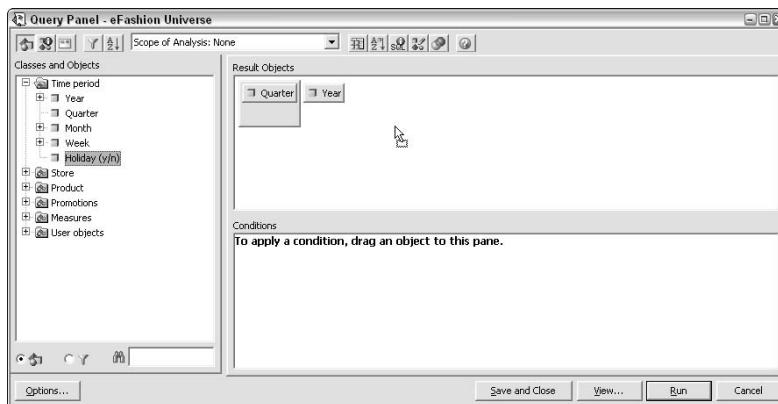 Query Panel - eFashion Universe
Scope of Analysis: None
Classes and Objects
Time period
Year
Quarter
Month
Week
Holiday (y/n)
Store
Product
Promotions
Measures
User objects
Result Objects
Quarter Year
Conditions
To apply a condition, drag an object to this pane.
Options... Save and Close View... Run Cancel